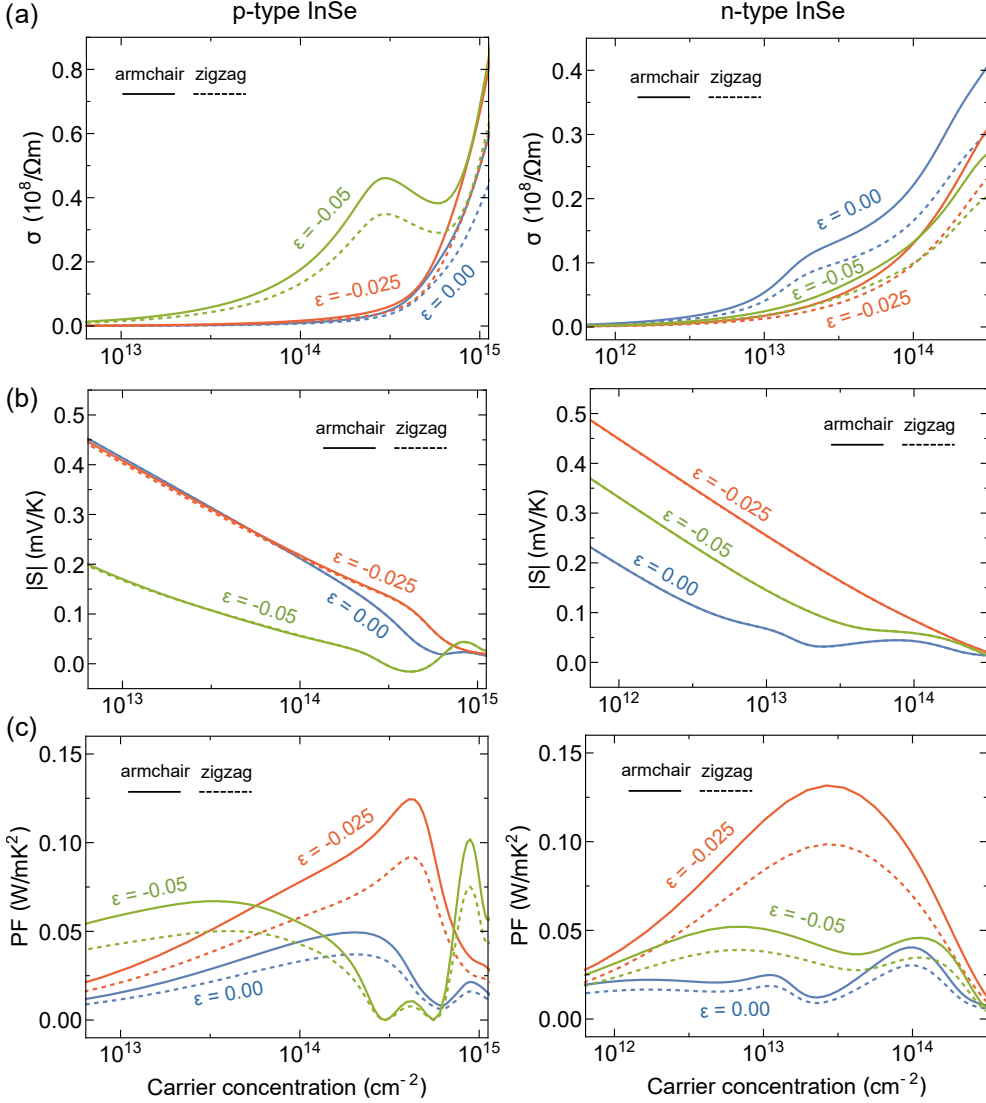 (a)
p-type InSe
n-type InSe
σ (10⁸/Ωm)
0.8
0.6
0.4
0.2
0.0
armchair zigzag
ε = -0.05
ε = -0.025
ε = 0.00
10¹³ 10¹⁴ 10¹⁵
σ (10⁸/Ωm)
0.4
0.3
0.2
0.1
0.0
armchair zigzag
ε = 0.00
ε = -0.05
ε = -0.025
10¹² 10¹³ 10¹⁴
(b)
|S| (mV/K)
0.5
0.4
0.3
0.2
0.1
0.0
armchair zigzag
ε = -0.025
ε = 0.00
ε = -0.05
10¹³ 10¹⁴ 10¹⁵
|S| (mV/K)
0.5
0.4
0.3
0.2
0.1
0.0
armchair zigzag
ε = -0.025
ε = -0.05
ε = 0.00
10¹² 10¹³ 10¹⁴
(c)
PF (W/mK²)
0.15
0.10
0.05
0.00
armchair zigzag
ε = -0.025
ε = -0.05
ε = 0.00
10¹³ 10¹⁴ 10¹⁵
Carrier concentration (cm⁻²)
PF (W/mK²)
0.15
0.10
0.05
0.00
armchair zigzag
ε = -0.025
ε = -0.05
ε = 0.00
10¹² 10¹³ 10¹⁴
Carrier concentration (cm⁻²)